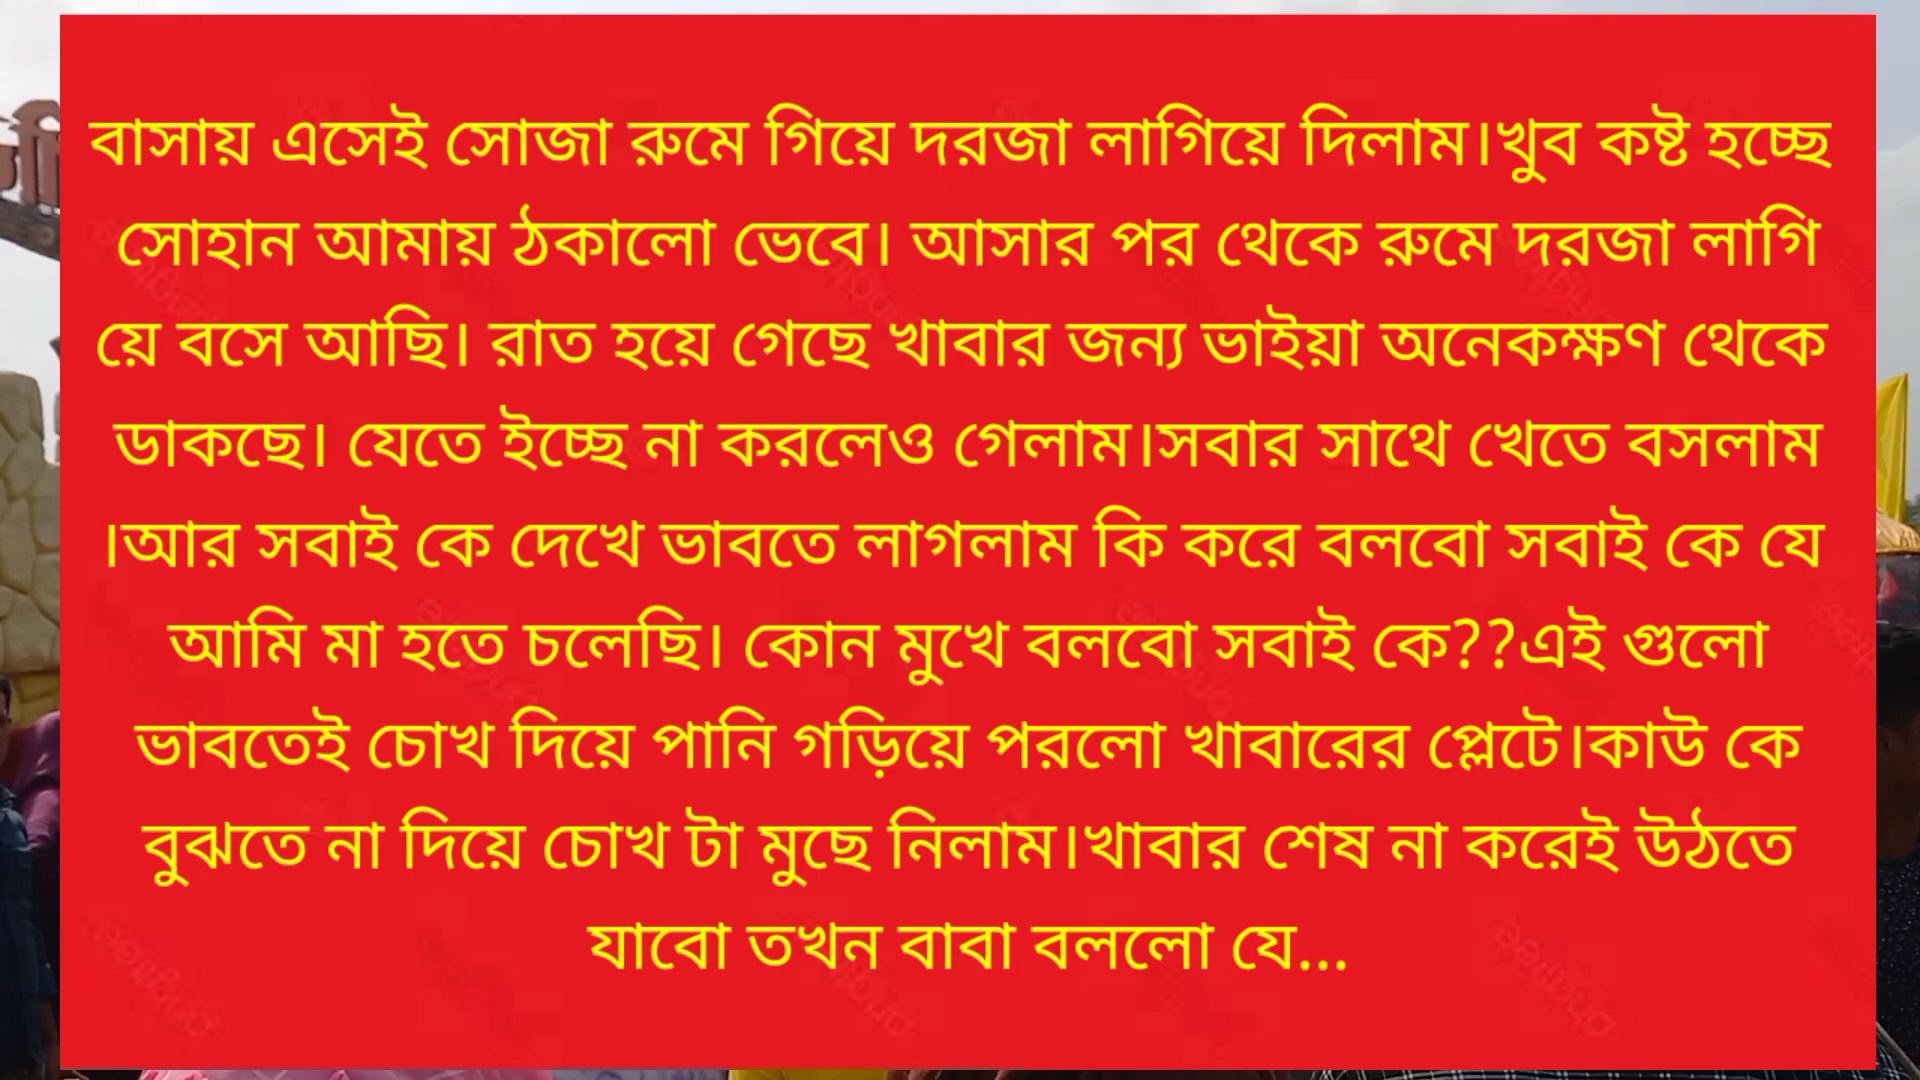 বাসায় এসেই সোজা রুমে গিয়ে দরজা লাগিয়ে দিলাম।খুব কষ্ট হচ্ছে
সোহান আমায় ঠকালো ভেবে। আসার পর থেকে রুমে দরজা লাগি
য়ে বসে আছি। রাত হয়ে গেছে খাবার জন্য ভাইয়া অনেকক্ষণ থেকে
ডাকছে। যেতে ইচ্ছে না করলেও গেলাম।সবার সাথে খেতে বসলাম
।আর সবাই কে দেখে ভাবতে লাগলাম কি করে বলবো সবাই কে যে
আমি মা হতে চলেছি। কোন মুখে বলবো সবাই কে??এই গুলো
ভাবতেই চোখ দিয়ে পানি গড়িয়ে পরলো খাবারের প্লেটে।কাউ কে
বুঝতে না দিয়ে চোখ টা মুছে নিলাম।খাবার শেষ না করেই উঠতে
যাবো তখন বাবা বললো যে...